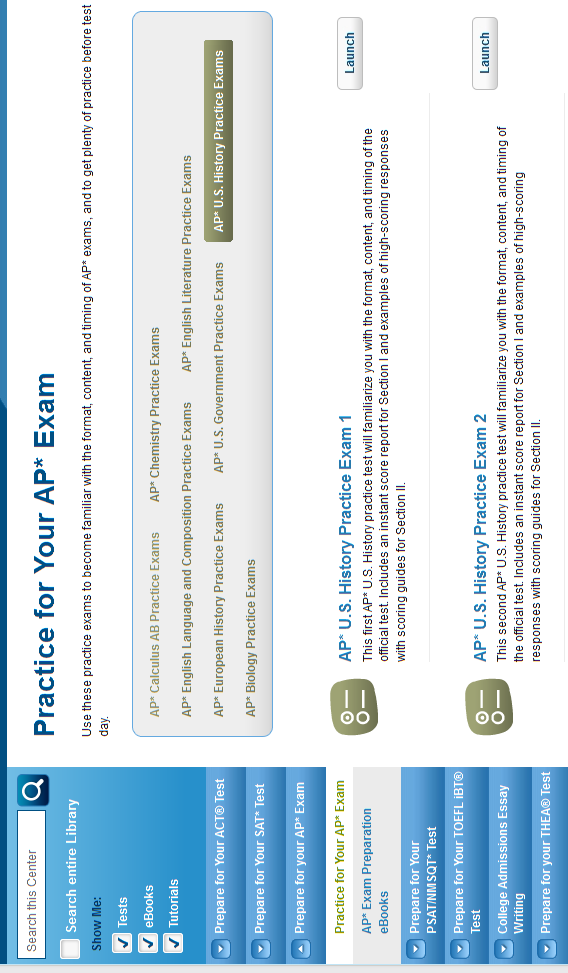 Search this Center
Search entire Library
Show Me:
Tests
eBooks
Tutorials
Prepare for Your ACT® Test
Prepare for Your SAT* Test
Prepare for your AP* Exam
Practice for Your AP* Exam
AP* Exam Preparation
eBooks
Prepare for Your
PSAT/NMSQT* Test
Prepare for Your TOEFL iBT®
Test
College Admissions Essay
Writing
Prepare for your THEA® Test
Practice for Your AP* Exam
Use these practice exams to become familiar with the format, content, and timing of AP* exams, and to get plenty of practice before test
day.
AP* Calculus AB Practice Exams AP* Chemistry Practice Exams
AP* English Language and Composition Practice Exams AP* English Literature Practice Exams
AP* European History Practice Exams AP* U.S. Government Practice Exams AP* U.S. History Practice Exams
AP* Biology Practice Exams
AP* U.S. History Practice Exam 1
This first AP* U.S. History practice test will familiarize you with the format, content, and timing of the
official test. Includes an instant score report for Section I and examples of high-scoring responses
with scoring guides for Section II.
Launch
AP* U.S. History Practice Exam 2
This second AP* U.S. History practice test will familiarize you with the format, content, and timing of
the official test. Includes an instant score report for Section I and examples of high-scoring
responses with scoring guides for Section II.
Launch